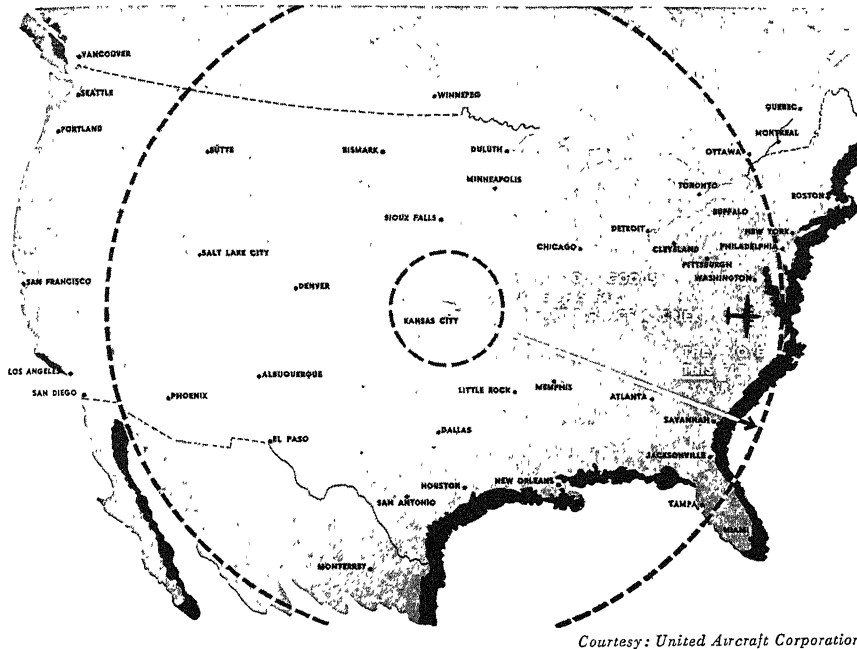 VANCOUVER
SEATTLE
WINNEPEG
QUEBEC
PORTLAND
MONTREAL
BUTTE
BISMARK
DULUTH
OTTAWA
MINNEAPOLIS
TORONTO
BOSTON
SIOUX FALLS
BUFFALO
DETROIT
NEW YORK
SALT LAKE CITY
CHICAGO
CLEVELAND
PHILADELPHIA
PITTSBURGH
SAN FRANCISCO
DENVER
WASHINGTON
KANSAS CITY
LOS ANGELES
ALBUQUERQUE
SAN DIEGO
PHOENIX
LITTLE ROCK
MEMPHIS
ATLANTA
SAVANNAH
EL PASO
DALLAS
JACKSONVILLE
HOUSTON
NEW ORLEANS
SAN ANTONIO
TAMPA
MIAMI
MONTERREY
Courtesy: United Aircraft Corporation